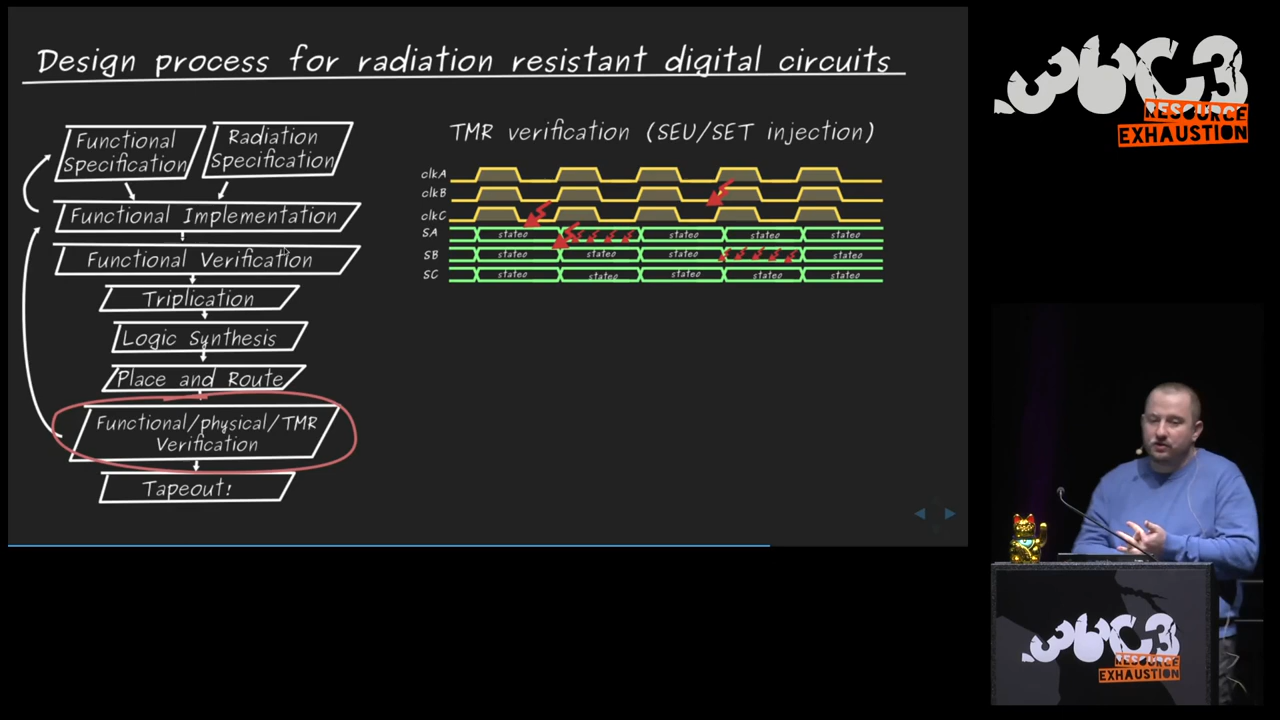 Design process for radiation resistant digital circuits
Functional
Specification
Radiation
Specification
Functional Implementation
Functional Verification
Triplication
Logic Synthesis
Place and Route
Functional/physical/TMR
Verification
Tapeout!
TMR verification (SEU/SET injection)
clkA
clkB
clkC
SA
state0
state0
state0
state0
SB
state0
state0
state0
state0
SC
state0
state0
state0
state0
state0
36C3
RESOURCE
EXHAUSTION
36C3
RESOURCE
EXHAUSTION